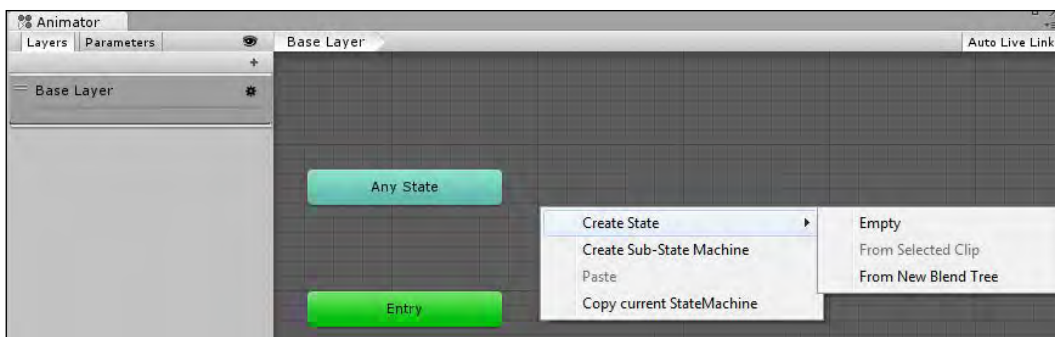 Animator
Layers Parameters
Base Layer
Auto Live Link
+
Base Layer
Any State
Entry
Create State
Create Sub-State Machine
Paste
Copy current StateMachine
Empty
From Selected Clip
From New Blend Tree